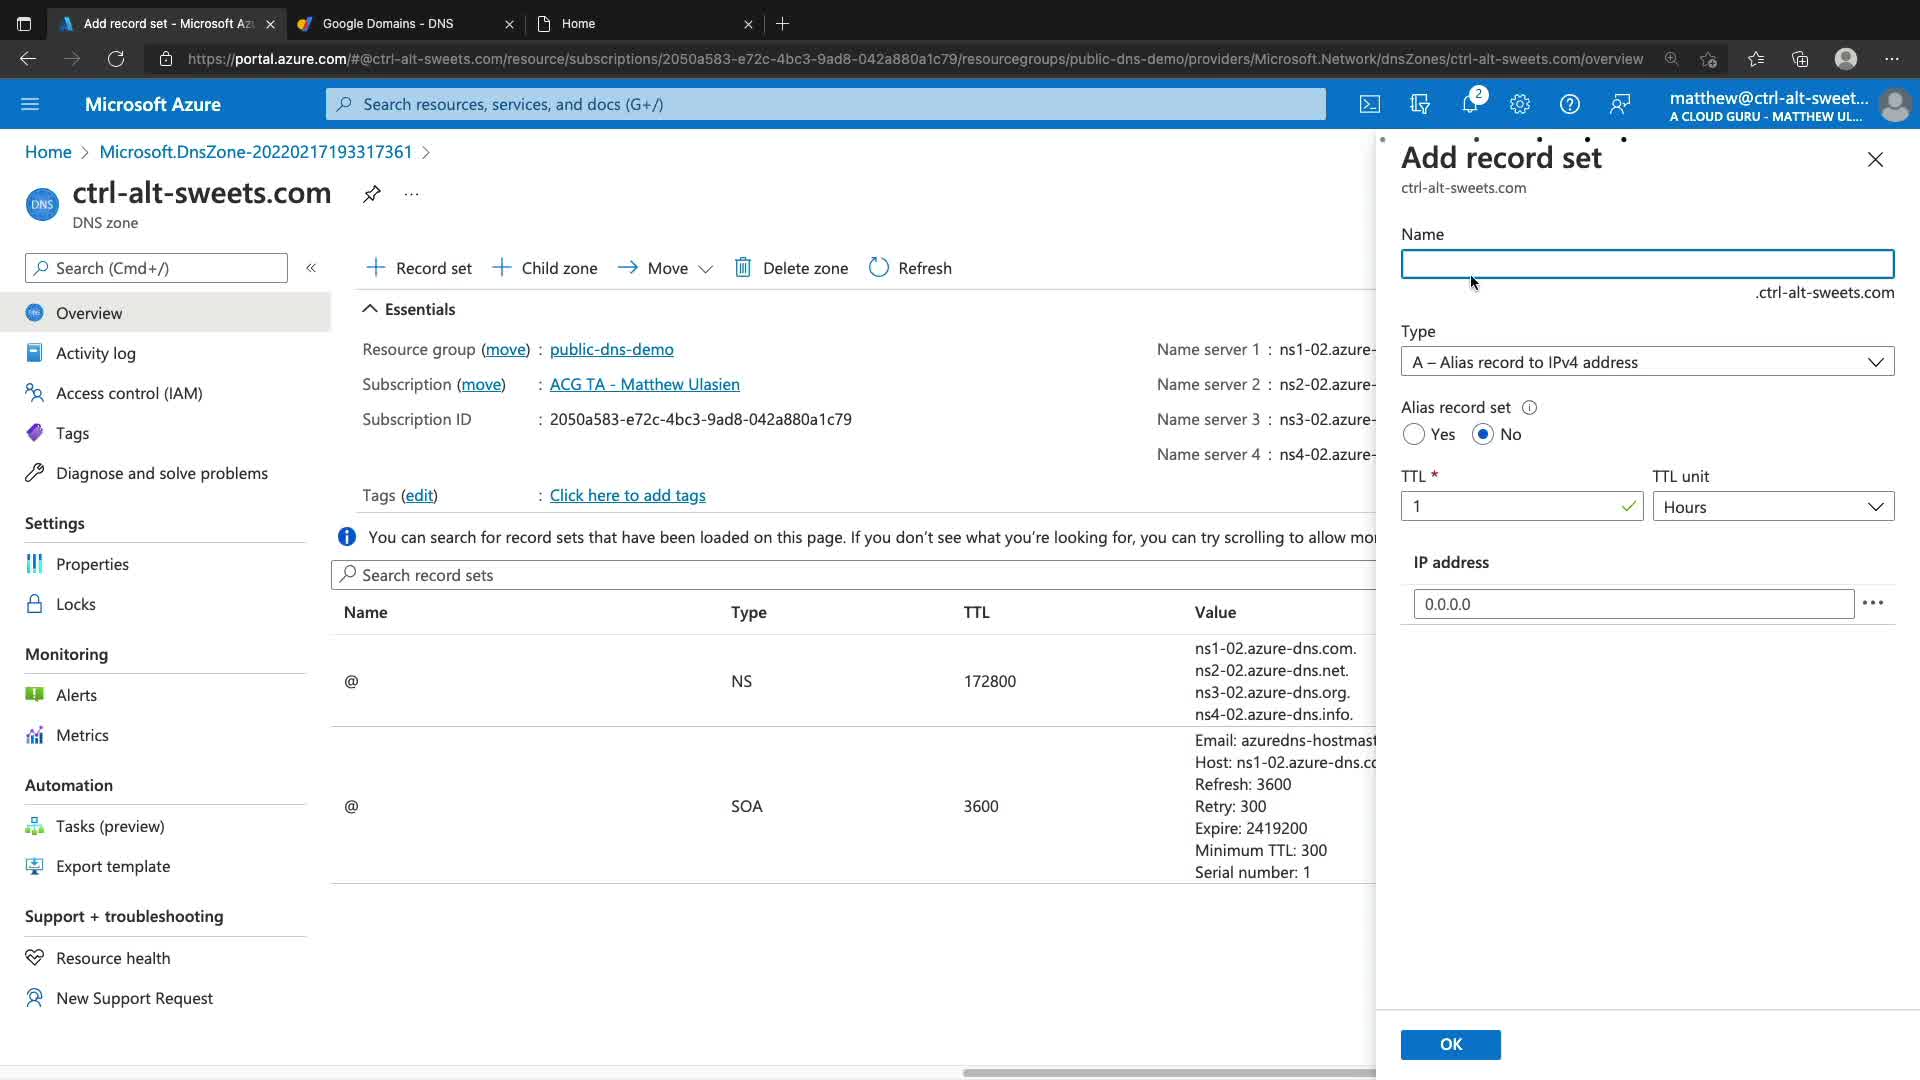 Add record set - Microsoft Az
Google Domains - DNS
Home
https://portal.azure.com/#@ctrl-alt-sweets.com/resource/subscriptions/2050a583-e72c-4bc3-9ad8-042a880a1c79/resourcegroups/public-dns-demo/providers/Microsoft.Network/dnsZones/ctrl-alt-sweets.com/overview
Microsoft Azure
Search resources, services, and docs (G+/)
2
matthew@ctrl-alt-sweet...
A CLOUD GURU - MATTHEW UL...
Home > Microsoft.DnsZone-20220217193317361 >
DNS
ctrl-alt-sweets.com
...
DNS zone
Search (Cmd+/)
«
Overview
Activity log
Access control (IAM)
Tags
Diagnose and solve problems
Settings
Properties
Locks
Monitoring
Alerts
Metrics
Automation
Tasks (preview)
Export template
Support + troubleshooting
Resource health
New Support Request
+ Record set
+ Child zone
Move
Delete zone
Refresh
Essentials
Resource group (move) : public-dns-demo
Subscription (move) : ACG TA - Matthew Ulasien
Subscription ID : 2050a583-e72c-4bc3-9ad8-042a880a1c79
Name server 1 : ns1-02.azure-
Name server 2 : ns2-02.azure-
Name server 3 : ns3-02.azure-
Name server 4 : ns4-02.azure-
Tags (edit) : Click here to add tags
You can search for record sets that have been loaded on this page. If you don't see what you're looking for, you can try scrolling to allow mo
Search record sets
Name Type TTL Value
@ NS 172800
ns1-02.azure-dns.com.
ns2-02.azure-dns.net.
ns3-02.azure-dns.org.
ns4-02.azure-dns.info.
@ SOA 3600
Email: azuredns-hostmast
Host: ns1-02.azure-dns.co
Refresh: 3600
Retry: 300
Expire: 2419200
Minimum TTL: 300
Serial number: 1
Add record set
ctrl-alt-sweets.com
Name
.ctrl-alt-sweets.com
Type
A – Alias record to IPv4 address
Alias record set
Yes No
TTL * TTL unit
1 Hours
IP address
0.0.0.0
OK